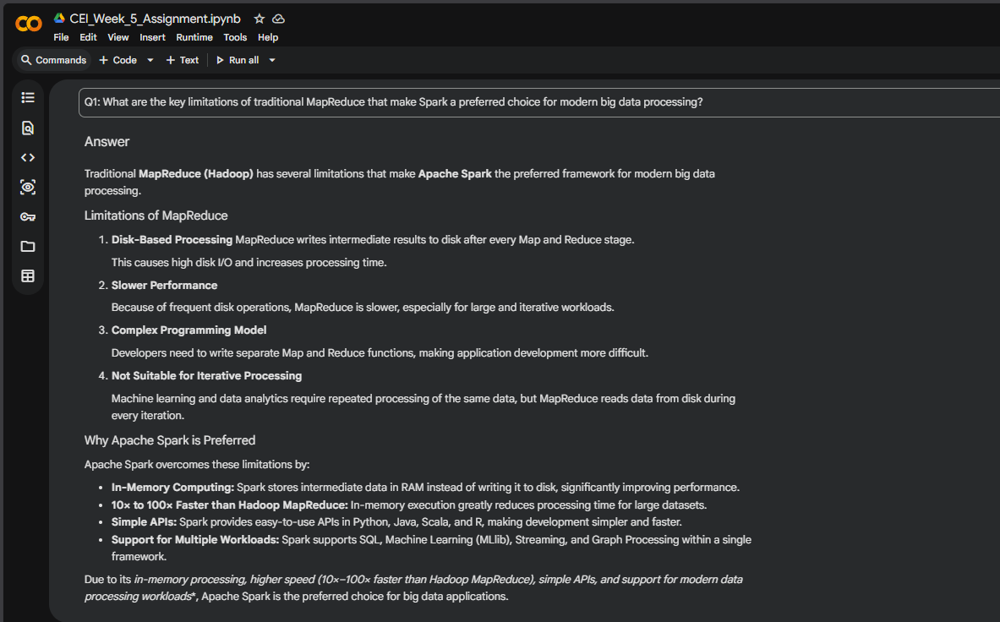 CEI_Week_5_Assignment.ipynb
File Edit View Insert Runtime Tools Help
Commands + Code + Text Run all
Q1: What are the key limitations of traditional MapReduce that make Spark a preferred choice for modern big data processing?
Answer
Traditional MapReduce (Hadoop) has several limitations that make Apache Spark the preferred framework for modern big data
processing.
Limitations of MapReduce
1. Disk-Based Processing MapReduce writes intermediate results to disk after every Map and Reduce stage.
This causes high disk I/O and increases processing time.
2. Slower Performance
Because of frequent disk operations, MapReduce is slower, especially for large and iterative workloads.
3. Complex Programming Model
Developers need to write separate Map and Reduce functions, making application development more difficult.
4. Not Suitable for Iterative Processing
Machine learning and data analytics require repeated processing of the same data, but MapReduce reads data from disk during
every iteration.
Why Apache Spark is Preferred
Apache Spark overcomes these limitations by:
• In-Memory Computing: Spark stores intermediate data in RAM instead of writing it to disk, significantly improving performance.
• 10× to 100× Faster than Hadoop MapReduce: In-memory execution greatly reduces processing time for large datasets.
• Simple APIs: Spark provides easy-to-use APIs in Python, Java, Scala, and R, making development simpler and faster.
• Support for Multiple Workloads: Spark supports SQL, Machine Learning (MLlib), Streaming, and Graph Processing within a single
framework.
Due to its in-memory processing, higher speed (10×–100× faster than Hadoop MapReduce), simple APIs, and support for modern data
processing workloads*, Apache Spark is the preferred choice for big data applications.